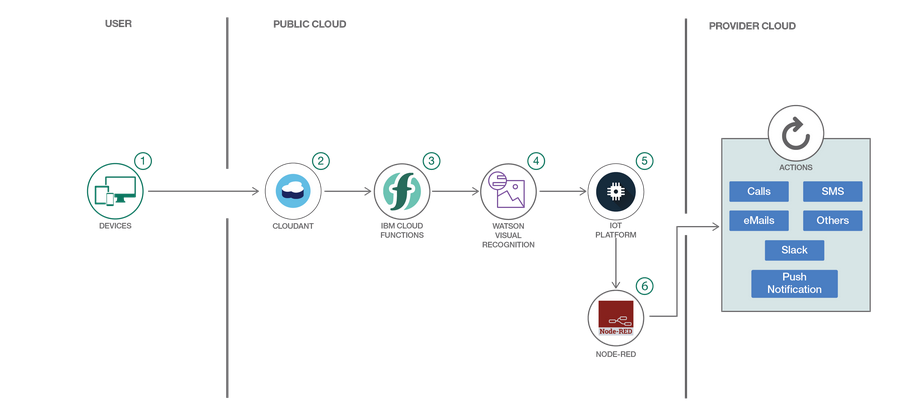 USER
PUBLIC CLOUD
PROVIDER CLOUD
1
DEVICES
2
CLOUDANT
3
IBM CLOUD
FUNCTIONS
4
WATSON
VISUAL
RECOGNITION
5
IOT
PLATFORM
6
Node-RED
NODE-RED
ACTIONS
Calls
SMS
eMails
Others
Slack
Push
Notification